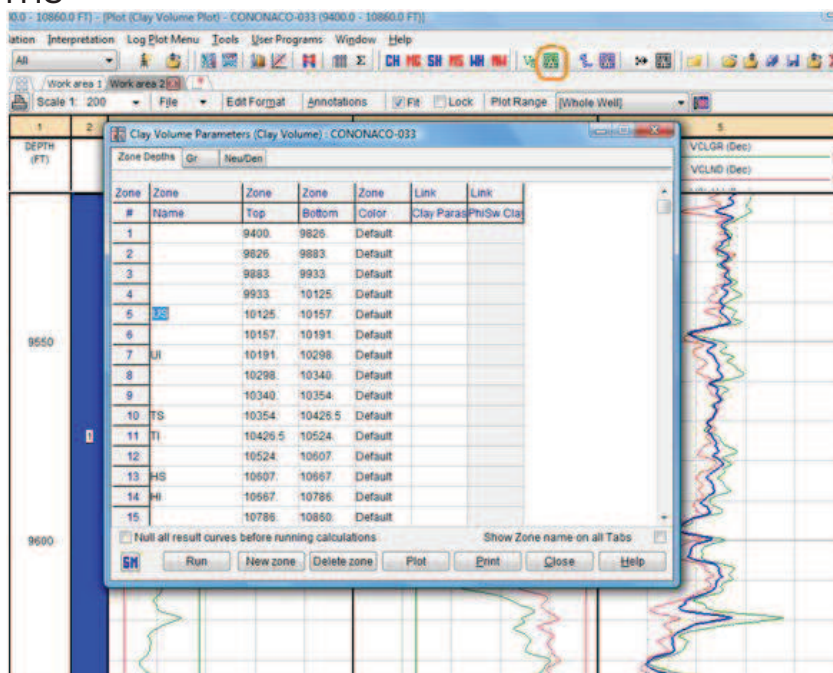 0.0 - 10860.0 FT) - [Plot (Clay Volume Plot) - CONONACO-033 (9400.0 - 10860.0 FT)]
ation Interpretation Log Plot Menu Tools User Programs Window Help
All CH SH WH
Work area 1 Work area 2
Scale 1: 200 File Edit Format Annotations Fit Lock Plot Range [Whole Well]
1 2 5
DEPTH (FT) VCLGR (Dec)
VCLND (Dec)
Clay Volume Parameters (Clay Volume) : CONONACO-033
Zone Depths Gr Neu/Den
Zone Zone Zone Zone Zone Link Link
# Name Top Bottom Color Clay Paras PhiSw Cla
1 9400. 9826. Default
2 9826. 9883. Default
3 9883. 9933. Default
4 9933. 10125. Default
5 US 10125. 10157. Default
6 10157. 10191. Default
7 UI 10191. 10298. Default
8 10298. 10340. Default
9 10340. 10354. Default
10 TS 10354. 10426.5 Default
11 TI 10426.5 10524. Default
12 10524. 10607. Default
13 HS 10607. 10667. Default
14 HI 10667. 10786. Default
15 10786. 10860. Default
Null all result curves before running calculations Show Zone name on all Tabs
Run New zone Delete zone Plot Print Close Help
9550
1
9600